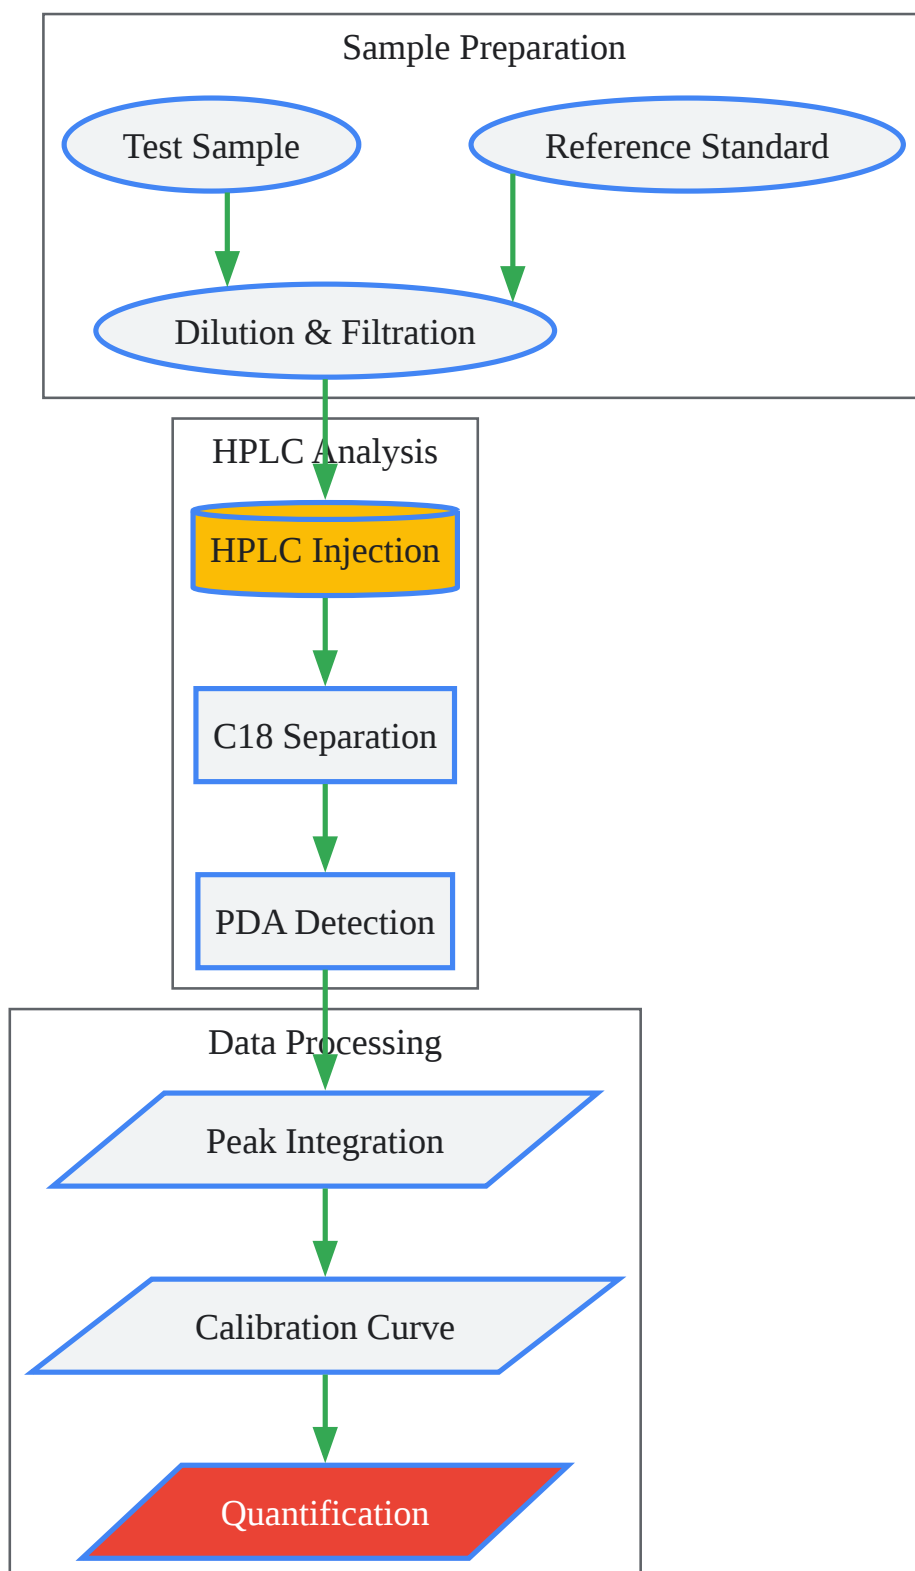 Sample Preparation
Test Sample
Reference Standard
Dilution & Filtration
HPLC Analysis
HPLC Injection
C18 Separation
PDA Detection
Data Processing
Peak Integration
Calibration Curve
Quantification